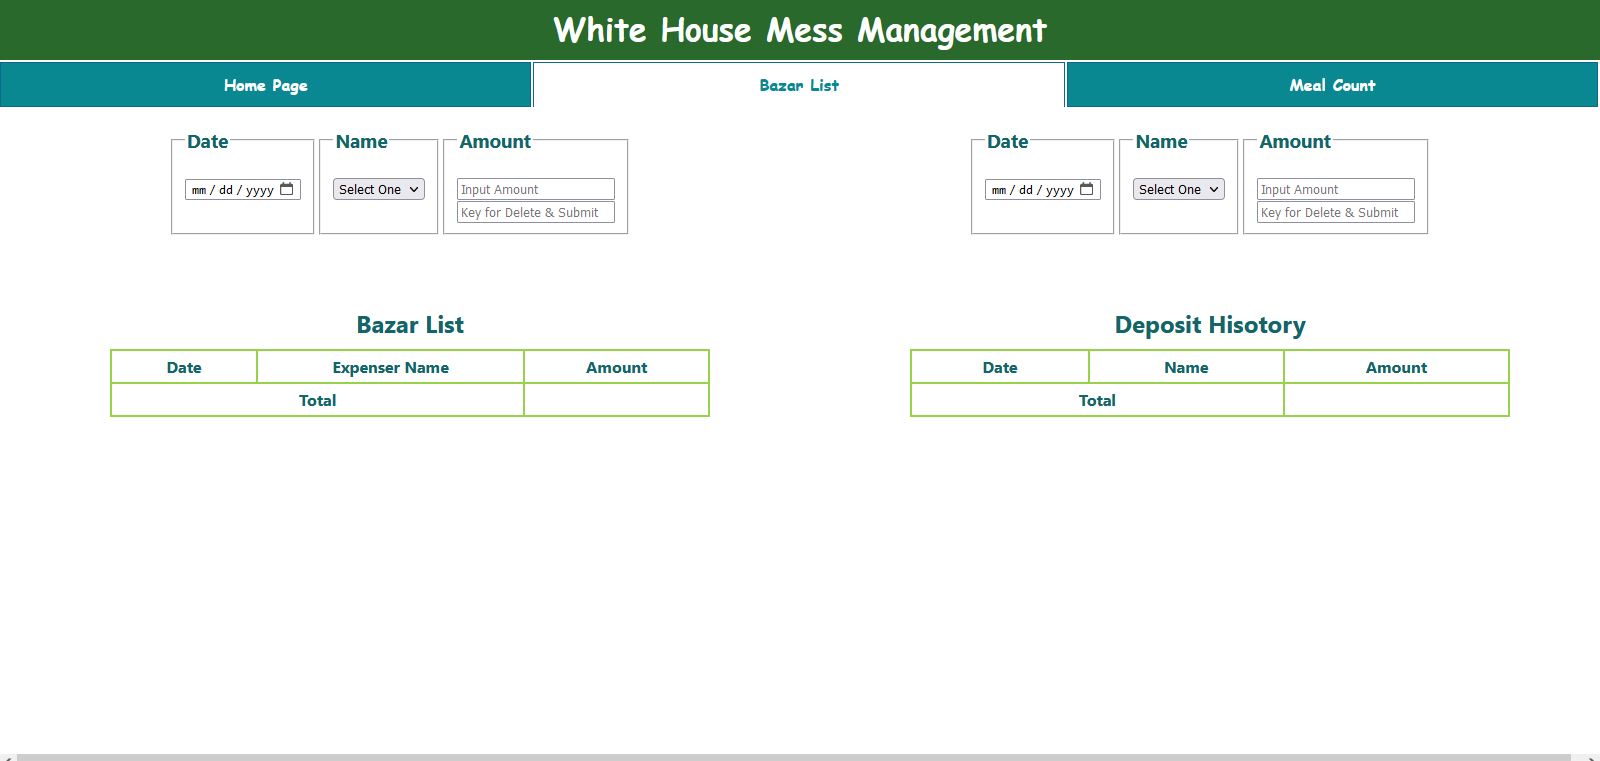 White House Mess Management
Home Page Bazar List Meal Count
Date Name Amount
mm / dd / yyyy Select One Input Amount
Key for Delete & Submit
Date Name Amount
mm / dd / yyyy Select One Input Amount
Key for Delete & Submit
Bazar List
Date Expenser Name Amount
Total
Deposit Hisotory
Date Name Amount
Total